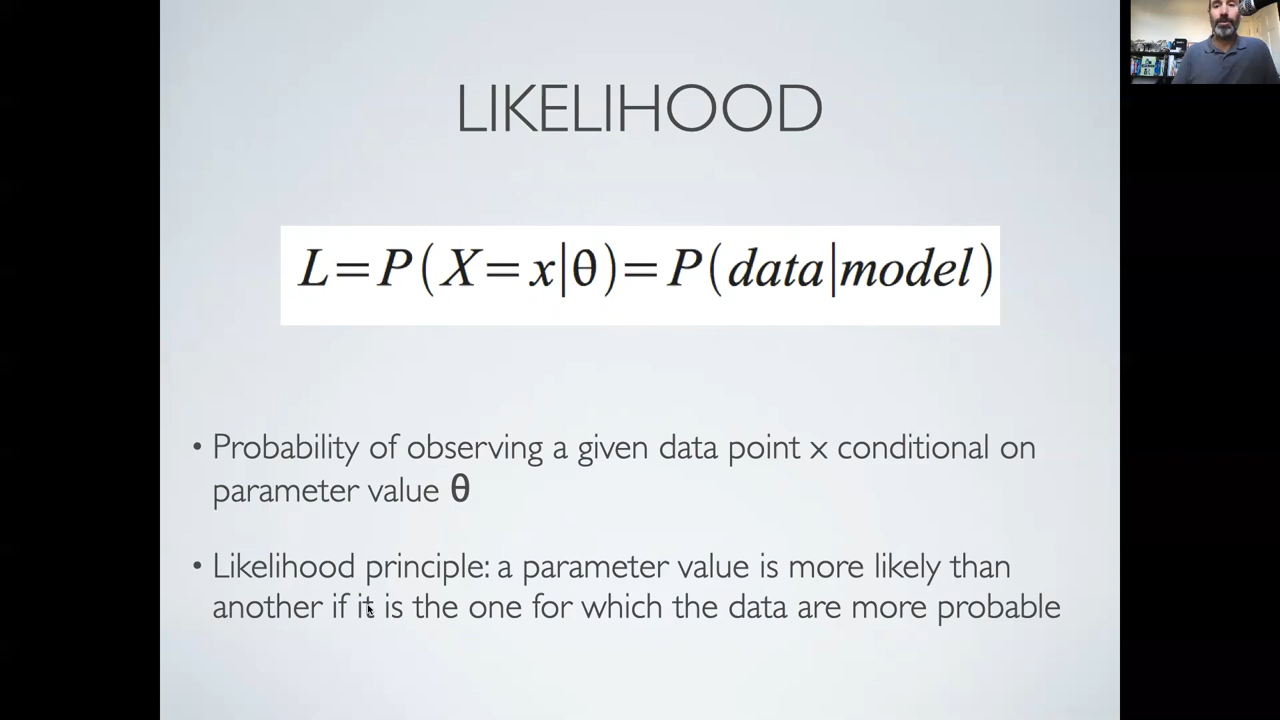 LIKELIHOOD
L=P(X=x|θ)=P(data|model)
• Probability of observing a given data point x conditional on
parameter value θ
• Likelihood principle: a parameter value is more likely than
another if it is the one for which the data are more probable